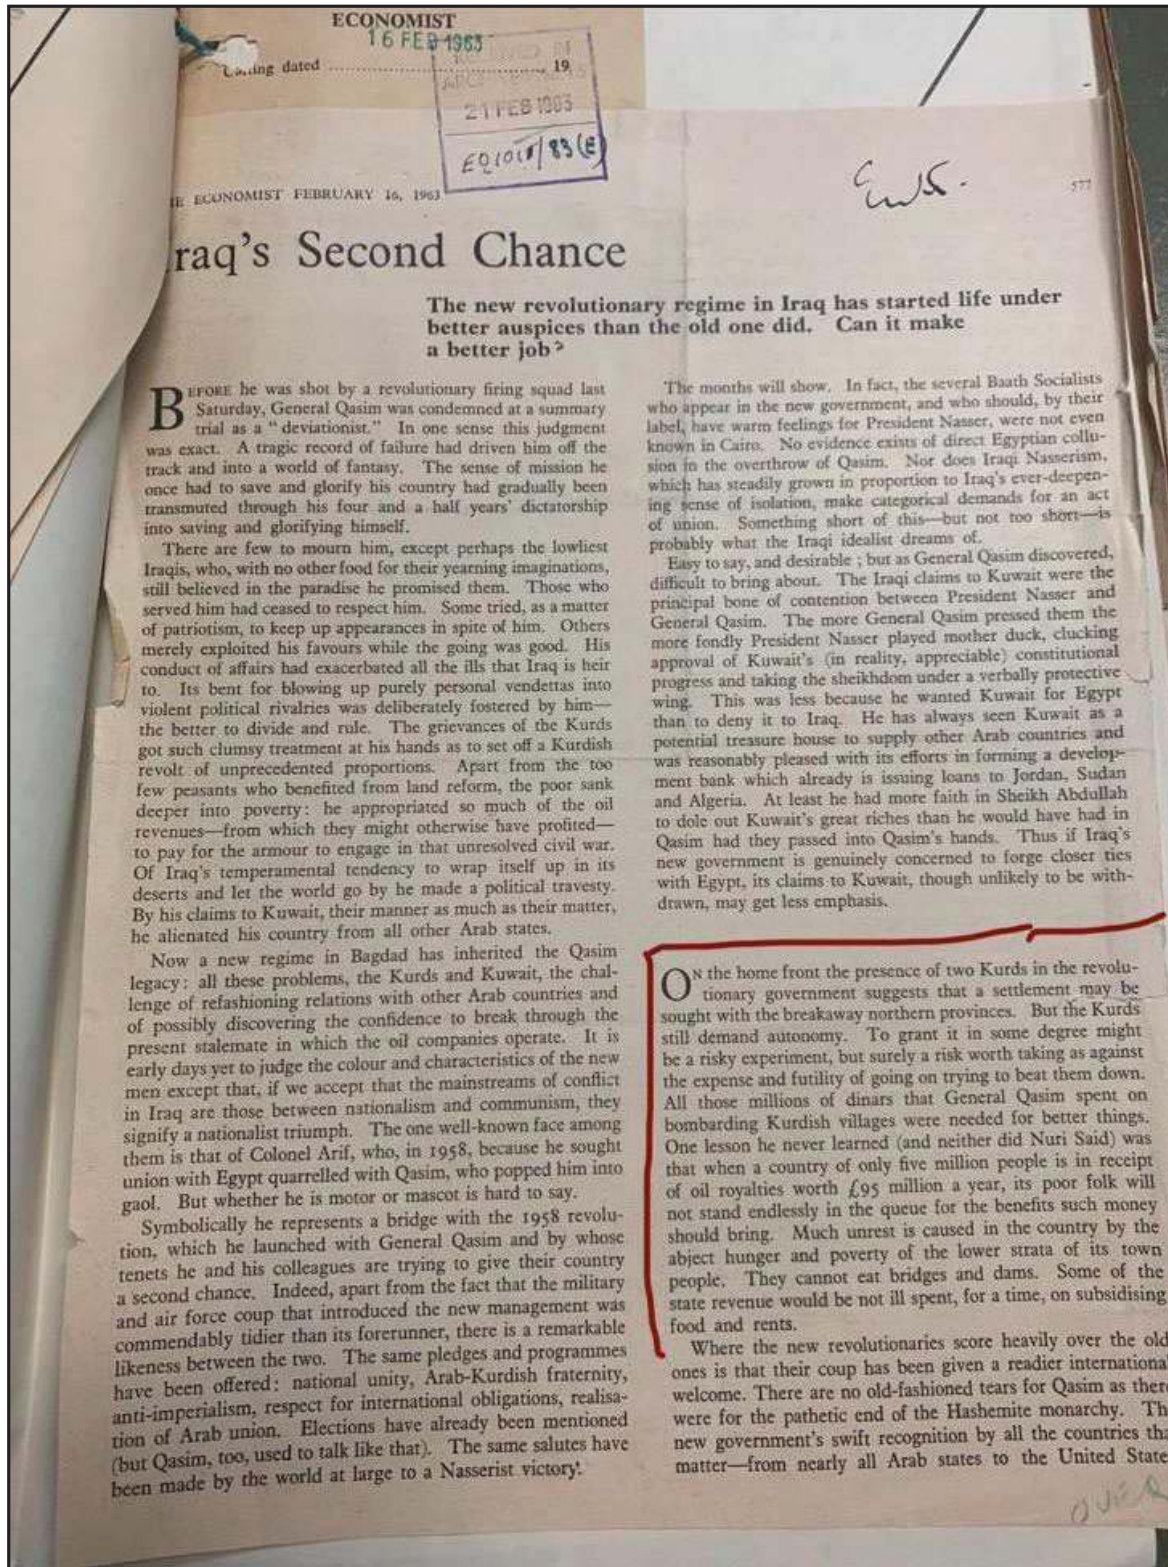 ECONOMIST
16 FEB 1963
Cutting dated .......................................... 19
RECEIVED IN
21 FEB 1963
EQ1015/83(E)
THE ECONOMIST FEBRUARY 16, 1963
577
raq's Second Chance
The new revolutionary regime in Iraq has started life under
better auspices than the old one did. Can it make
a better job?
BEFORE he was shot by a revolutionary firing squad last
Saturday, General Qasim was condemned at a summary
trial as a "deviationist." In one sense this judgment
was exact. A tragic record of failure had driven him off the
track and into a world of fantasy. The sense of mission he
once had to save and glorify his country had gradually been
transmuted through his four and a half years' dictatorship
into saving and glorifying himself.
There are few to mourn him, except perhaps the lowliest
Iraqis, who, with no other food for their yearning imaginations,
still believed in the paradise he promised them. Those who
served him had ceased to respect him. Some tried, as a matter
of patriotism, to keep up appearances in spite of him. Others
merely exploited his favours while the going was good. His
conduct of affairs had exacerbated all the ills that Iraq is heir
to. Its bent for blowing up purely personal vendettas into
violent political rivalries was deliberately fostered by him—
the better to divide and rule. The grievances of the Kurds
got such clumsy treatment at his hands as to set off a Kurdish
revolt of unprecedented proportions. Apart from the too
few peasants who benefited from land reform, the poor sank
deeper into poverty: he appropriated so much of the oil
revenues—from which they might otherwise have profited—
to pay for the armour to engage in that unresolved civil war.
Of Iraq's temperamental tendency to wrap itself up in its
deserts and let the world go by he made a political travesty.
By his claims to Kuwait, their manner as much as their matter,
he alienated his country from all other Arab states.
Now a new regime in Bagdad has inherited the Qasim
legacy: all these problems, the Kurds and Kuwait, the chal-
lenge of refashioning relations with other Arab countries and
of possibly discovering the confidence to break through the
present stalemate in which the oil companies operate. It is
early days yet to judge the colour and characteristics of the new
men except that, if we accept that the mainstreams of conflict
in Iraq are those between nationalism and communism, they
signify a nationalist triumph. The one well-known face among
them is that of Colonel Arif, who, in 1958, because he sought
union with Egypt quarrelled with Qasim, who popped him into
gaol. But whether he is motor or mascot is hard to say.
Symbolically he represents a bridge with the 1958 revolu-
tion, which he launched with General Qasim and by whose
tenets he and his colleagues are trying to give their country
a second chance. Indeed, apart from the fact that the military
and air force coup that introduced the new management was
commendably tidier than its forerunner, there is a remarkable
likeness between the two. The same pledges and programmes
have been offered: national unity, Arab-Kurdish fraternity,
anti-imperialism, respect for international obligations, realisa-
tion of Arab union. Elections have already been mentioned
(but Qasim, too, used to talk like that). The same salutes have
been made by the world at large to a Nasserist victory.
The months will show. In fact, the several Baath Socialists
who appear in the new government, and who should, by their
label, have warm feelings for President Nasser, were not even
known in Cairo. No evidence exists of direct Egyptian collu-
sion in the overthrow of Qasim. Nor does Iraqi Nasserism,
which has steadily grown in proportion to Iraq's ever-deepen-
ing sense of isolation, make categorical demands for an act
of union. Something short of this—but not too short—is
probably what the Iraqi idealist dreams of.
Easy to say, and desirable; but as General Qasim discovered,
difficult to bring about. The Iraqi claims to Kuwait were the
principal bone of contention between President Nasser and
General Qasim. The more General Qasim pressed them the
more fondly President Nasser played mother duck, clucking
approval of Kuwait's (in reality, appreciable) constitutional
progress and taking the sheikhdom under a verbally protective
wing. This was less because he wanted Kuwait for Egypt
than to deny it to Iraq. He has always seen Kuwait as a
potential treasure house to supply other Arab countries and
was reasonably pleased with its efforts in forming a develop-
ment bank which already is issuing loans to Jordan, Sudan
and Algeria. At least he had more faith in Sheikh Abdullah
to dole out Kuwait's great riches than he would have had in
Qasim had they passed into Qasim's hands. Thus if Iraq's
new government is genuinely concerned to forge closer ties
with Egypt, its claims to Kuwait, though unlikely to be with-
drawn, may get less emphasis.
ON the home front the presence of two Kurds in the revolu-
tionary government suggests that a settlement may be
sought with the breakaway northern provinces. But the Kurds
still demand autonomy. To grant it in some degree might
be a risky experiment, but surely a risk worth taking as against
the expense and futility of going on trying to beat them down.
All those millions of dinars that General Qasim spent on
bombarding Kurdish villages were needed for better things.
One lesson he never learned (and neither did Nuri Said) was
that when a country of only five million people is in receipt
of oil royalties worth £95 million a year, its poor folk will
not stand endlessly in the queue for the benefits such money
should bring. Much unrest is caused in the country by the
abject hunger and poverty of the lower strata of its town
people. They cannot eat bridges and dams. Some of the
state revenue would be not ill spent, for a time, on subsidising
food and rents.
Where the new revolutionaries score heavily over the old
ones is that their coup has been given a readier international
welcome. There are no old-fashioned tears for Qasim as there
were for the pathetic end of the Hashemite monarchy. Th
new government's swift recognition by all the countries tha
matter—from nearly all Arab states to the United State
OVER